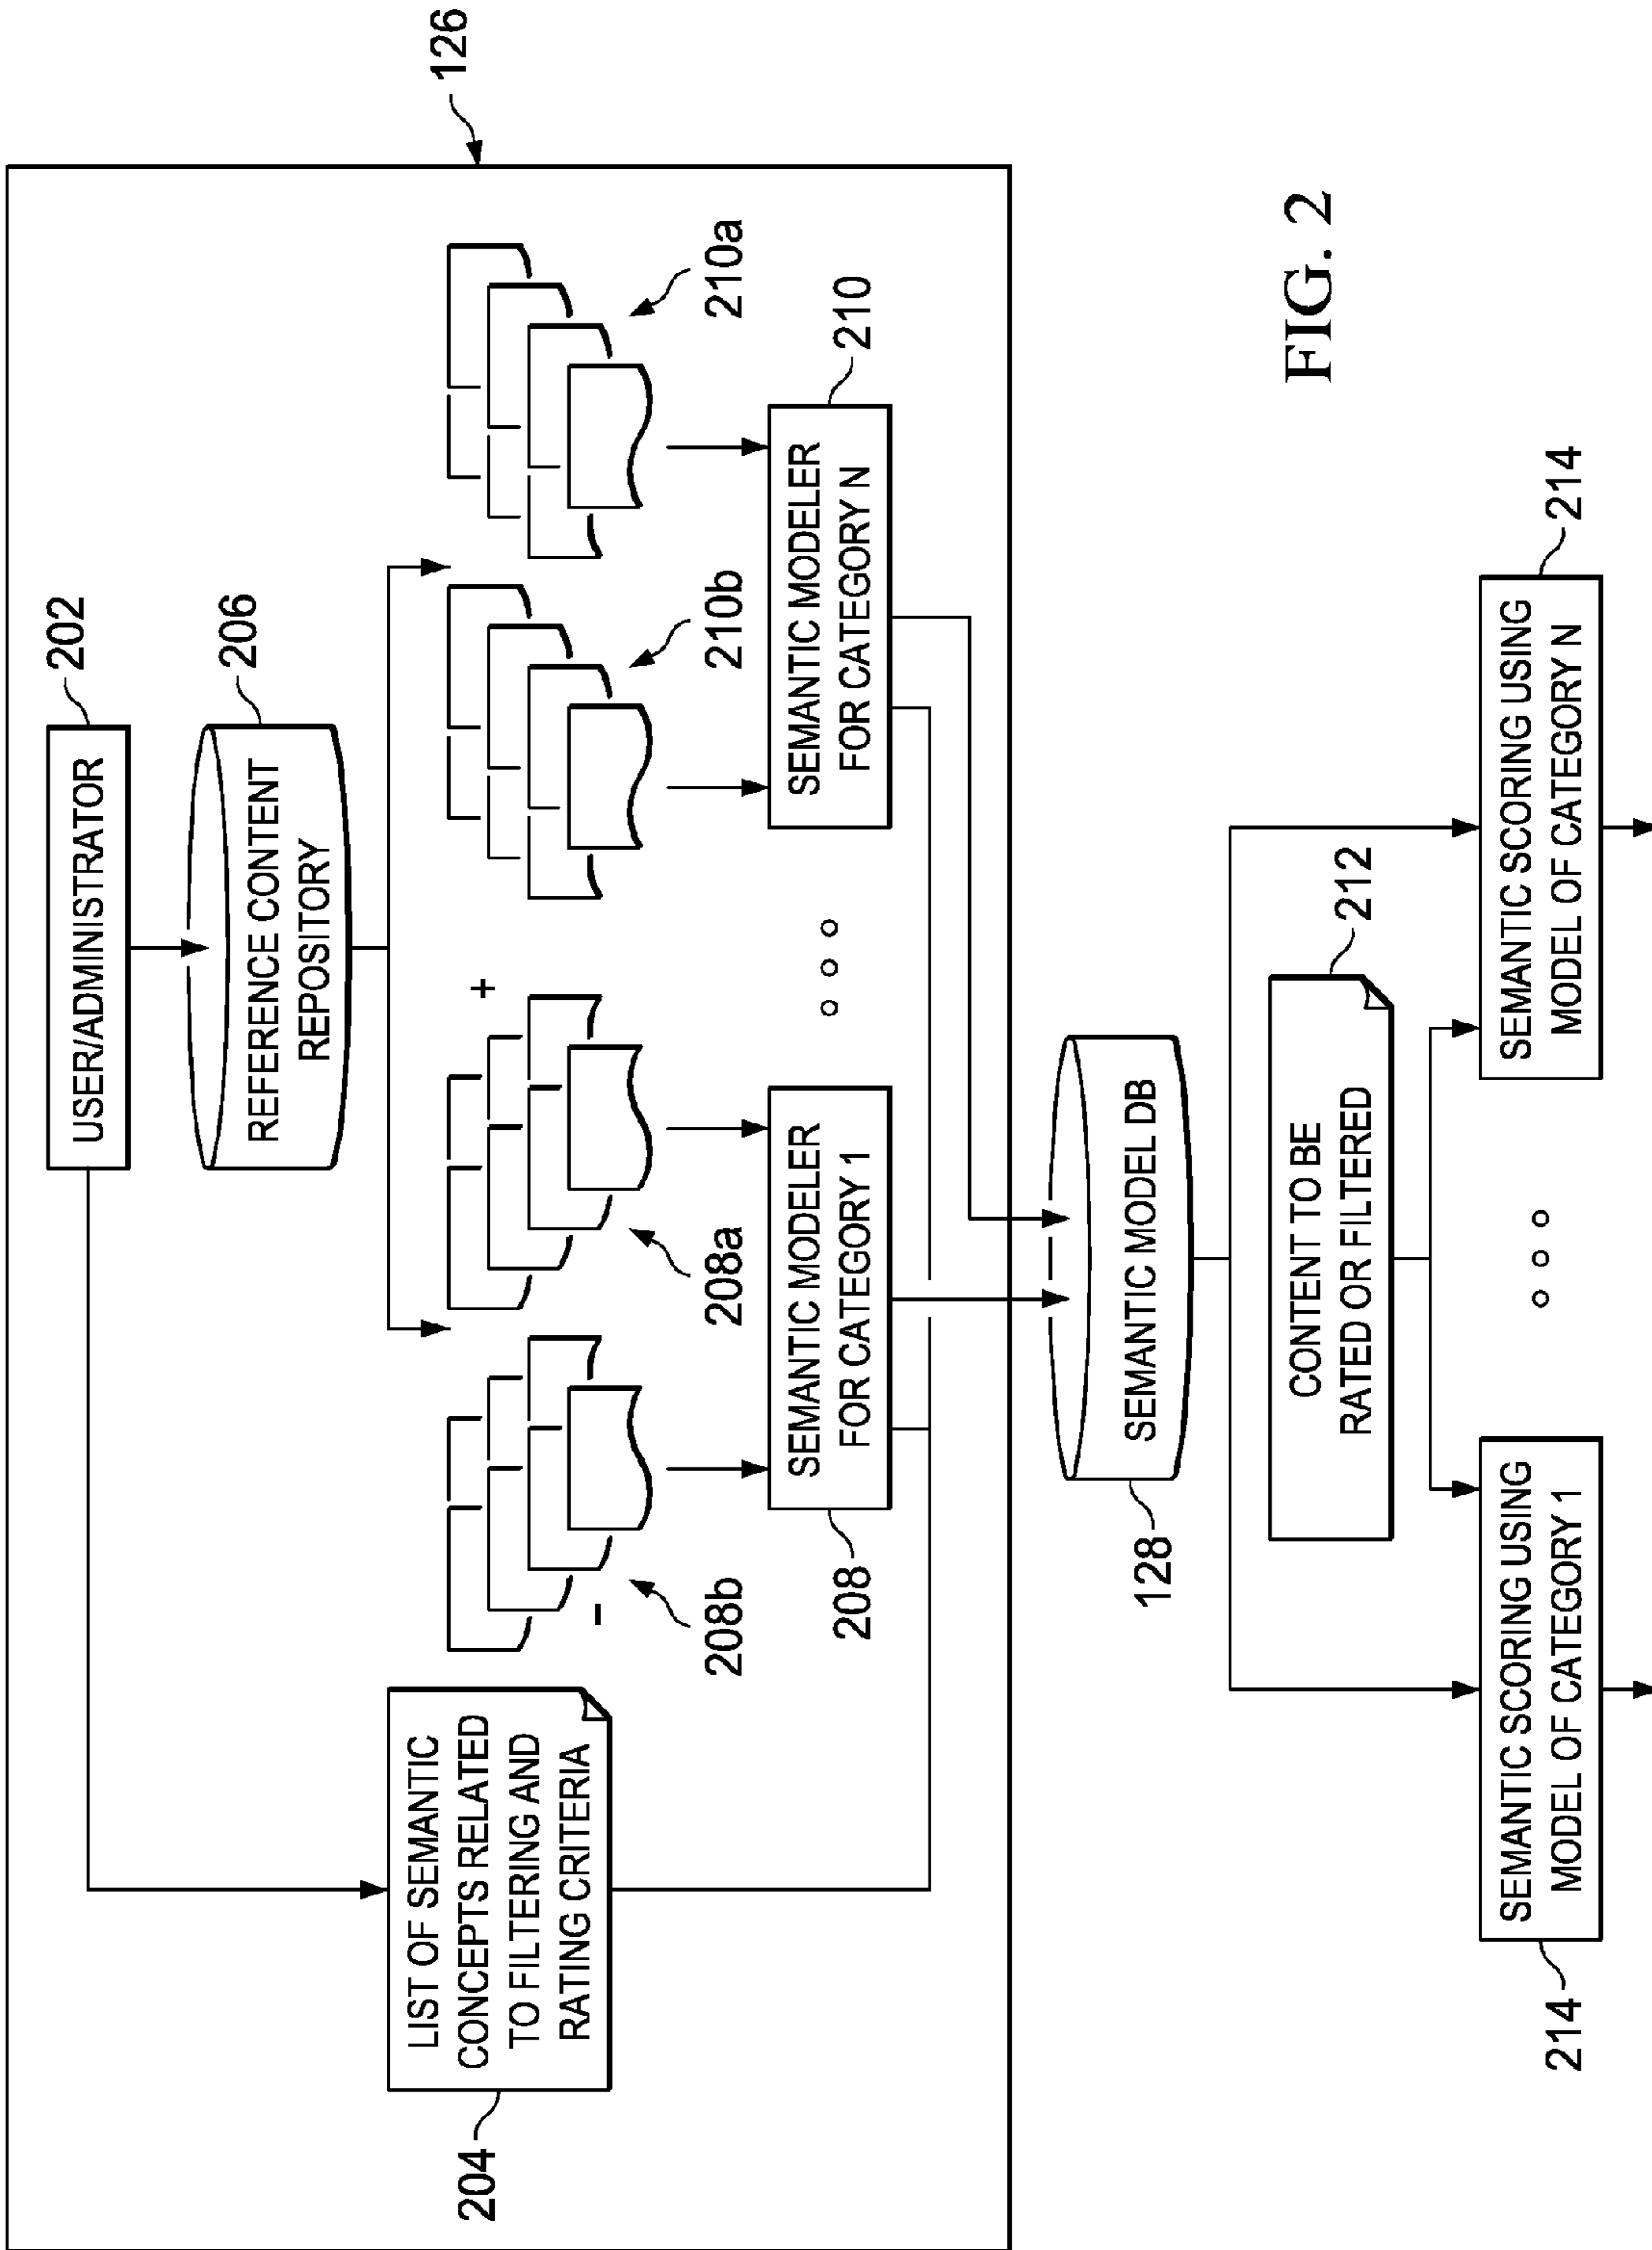 126
USER/ADMINISTRATOR
202
REFERENCE CONTENT
REPOSITORY
206
LIST OF SEMANTIC
CONCEPTS RELATED
TO FILTERING AND
RATING CRITERIA
204
–
+
208b
208a
210b
210a
SEMANTIC MODELER
FOR CATEGORY 1
208
SEMANTIC MODELER
FOR CATEGORY N
210
SEMANTIC MODEL DB
128
CONTENT TO BE
RATED OR FILTERED
212
SEMANTIC SCORING USING
MODEL OF CATEGORY 1
214
SEMANTIC SCORING USING
MODEL OF CATEGORY N
214
FIG. 2